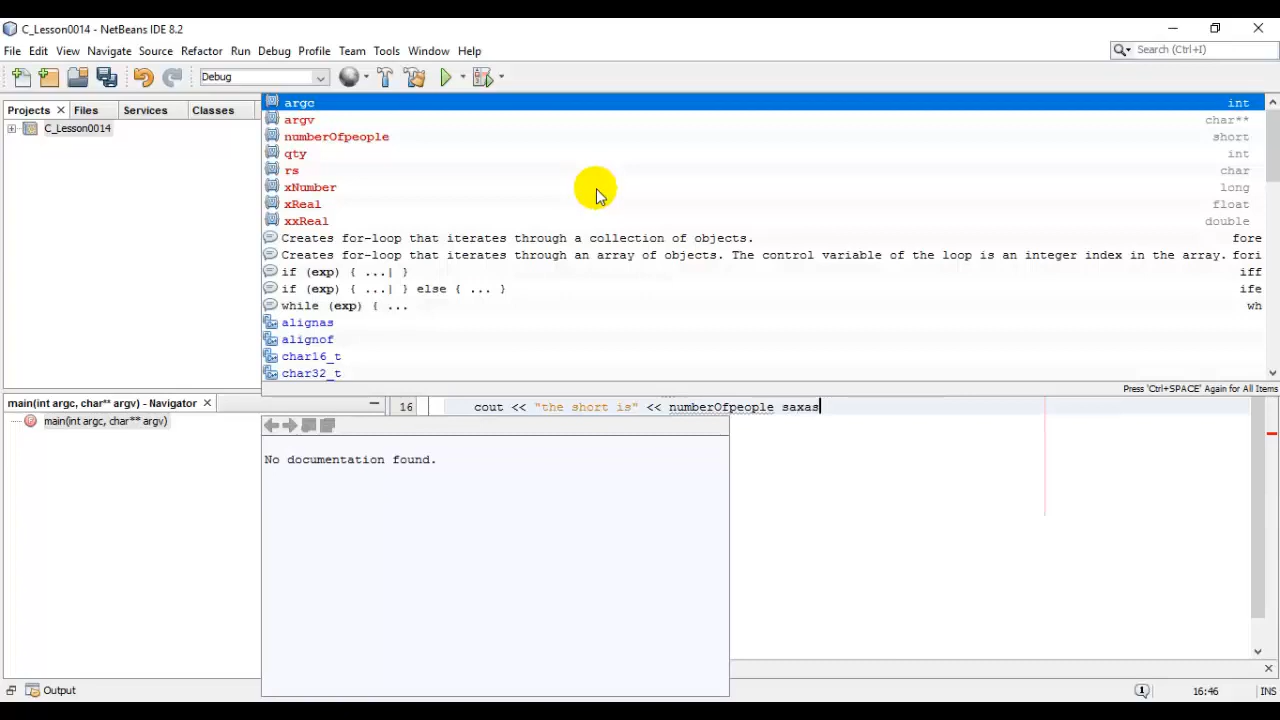 C_Lesson0014 - NetBeans IDE 8.2
File Edit View Navigate Source Refactor Run Debug Profile Team Tools Window Help
Search (Ctrl+I)
Debug
Projects Files Services Classes
C_Lesson0014
argc int
argv char**
numberOfpeople short
qty int
rs char
xNumber long
xReal float
xxReal double
Creates for-loop that iterates through a collection of objects. fore
Creates for-loop that iterates through an array of objects. The control variable of the loop is an integer index in the array. fori
if (exp) { ...| } iff
if (exp) { ...| } else { ... } ife
while (exp) { ... wh
alignas
alignof
char16_t
char32_t
Press 'Ctrl+SPACE' Again for All Items
main(int argc, char** argv) - Navigator
16 cout << "the short is" << numberOfpeople saxas
main(int argc, char** argv)
No documentation found.
Output
1
16:46 INS